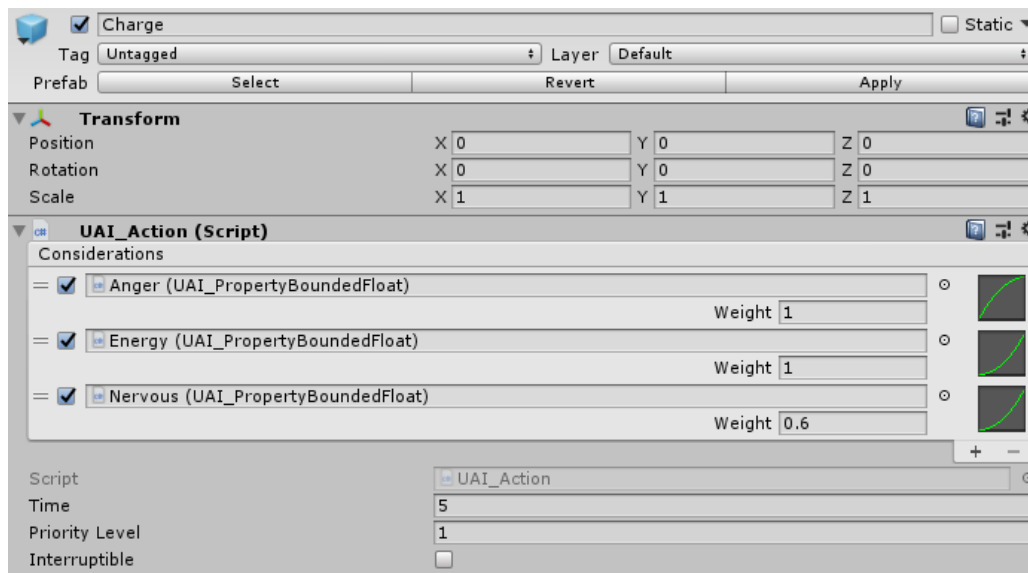 Charge Static
Tag Untagged Layer Default
Prefab Select Revert Apply
Transform
Position X 0 Y 0 Z 0
Rotation X 0 Y 0 Z 0
Scale X 1 Y 1 Z 1
UAI_Action (Script)
Considerations
Anger (UAI_PropertyBoundedFloat)
Weight 1
Energy (UAI_PropertyBoundedFloat)
Weight 1
Nervous (UAI_PropertyBoundedFloat)
Weight 0.6
+ −
Script UAI_Action
Time 5
Priority Level 1
Interruptible